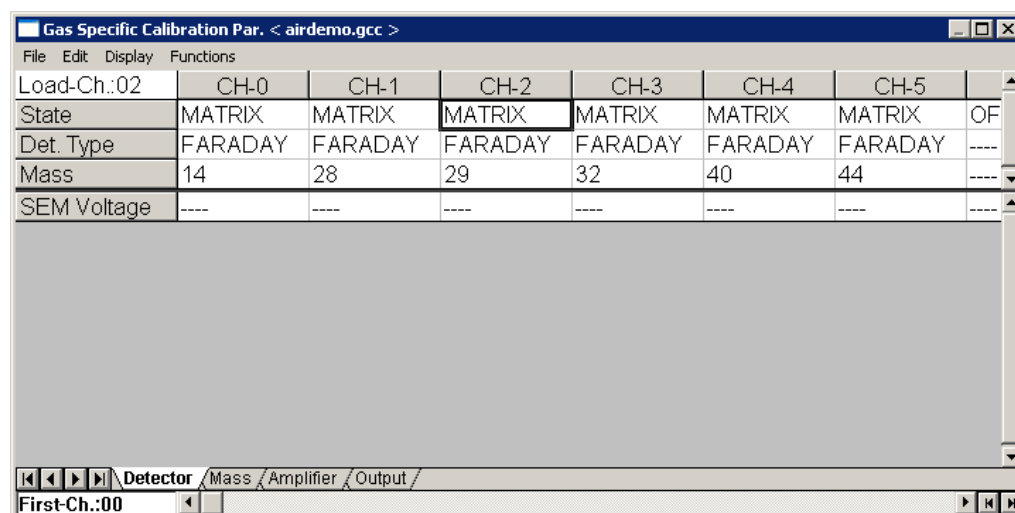 Gas Specific Calibration Par. < airdemo.gcc >
File Edit Display Functions
Load-Ch.:02 CH-0 CH-1 CH-2 CH-3 CH-4 CH-5
State MATRIX MATRIX MATRIX MATRIX MATRIX MATRIX OF
Det. Type FARADAY FARADAY FARADAY FARADAY FARADAY FARADAY ----
Mass 14 28 29 32 40 44 ----
SEM Voltage ---- ---- ---- ---- ---- ---- ----
Detector Mass Amplifier Output
First-Ch.:00